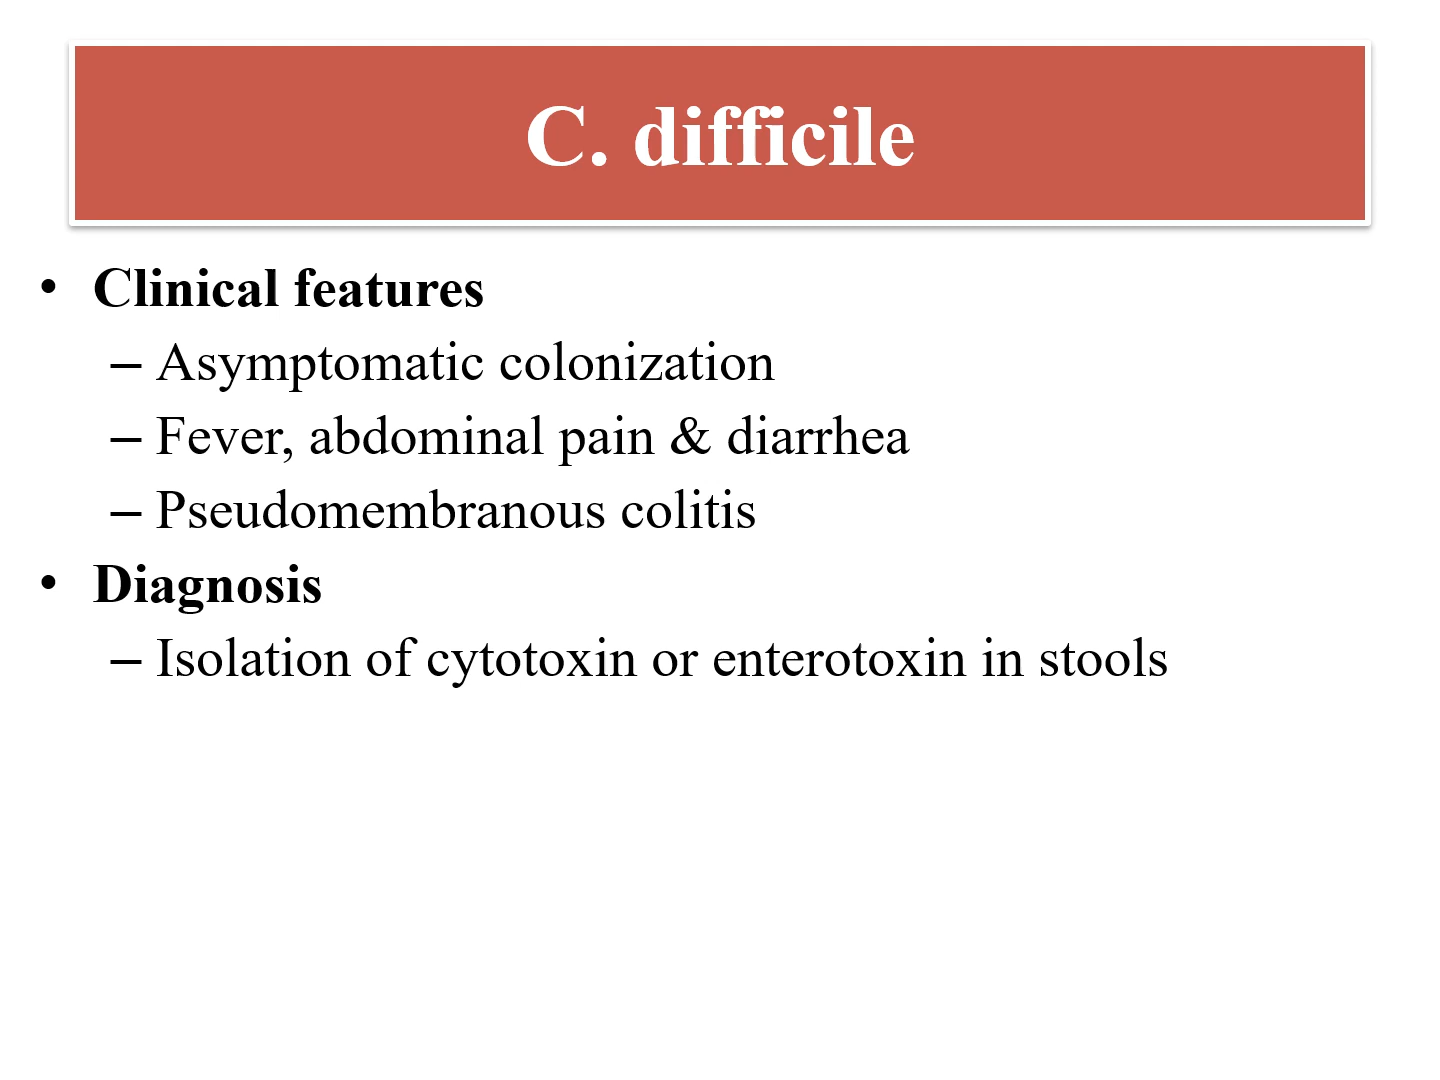 C. difficile
• Clinical features
– Asymptomatic colonization
– Fever, abdominal pain & diarrhea
– Pseudomembranous colitis
• Diagnosis
– Isolation of cytotoxin or enterotoxin in stools